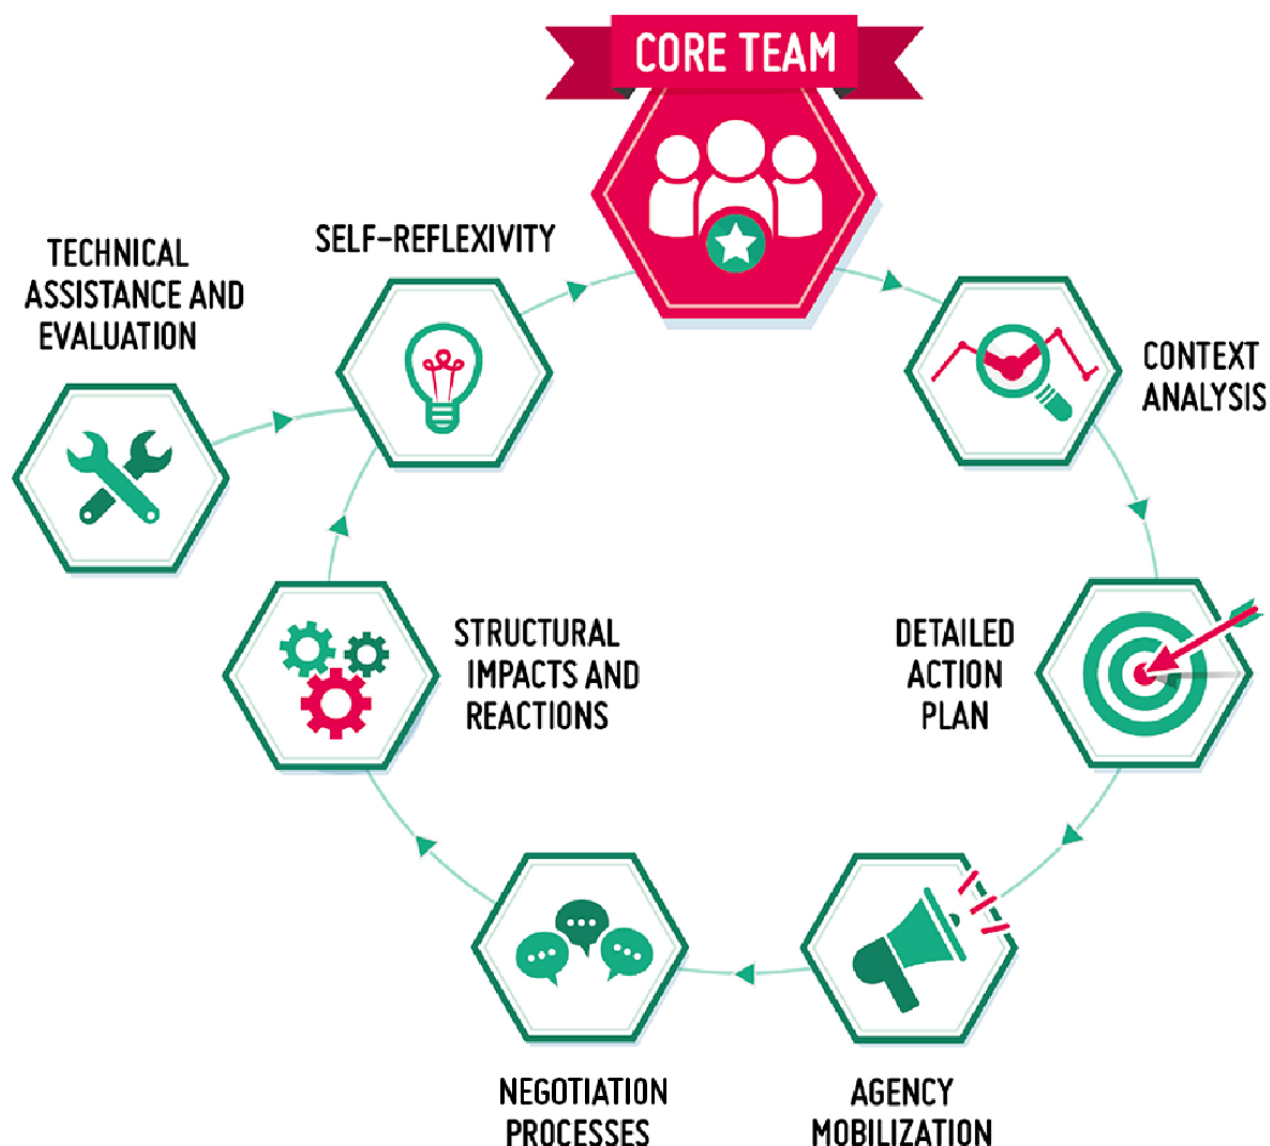 CORE TEAM
SELF-REFLEXIVITY
TECHNICAL
ASSISTANCE AND
EVALUATION
CONTEXT
ANALYSIS
STRUCTURAL
IMPACTS AND
REACTIONS
DETAILED
ACTION
PLAN
NEGOTIATION
PROCESSES
AGENCY
MOBILIZATION